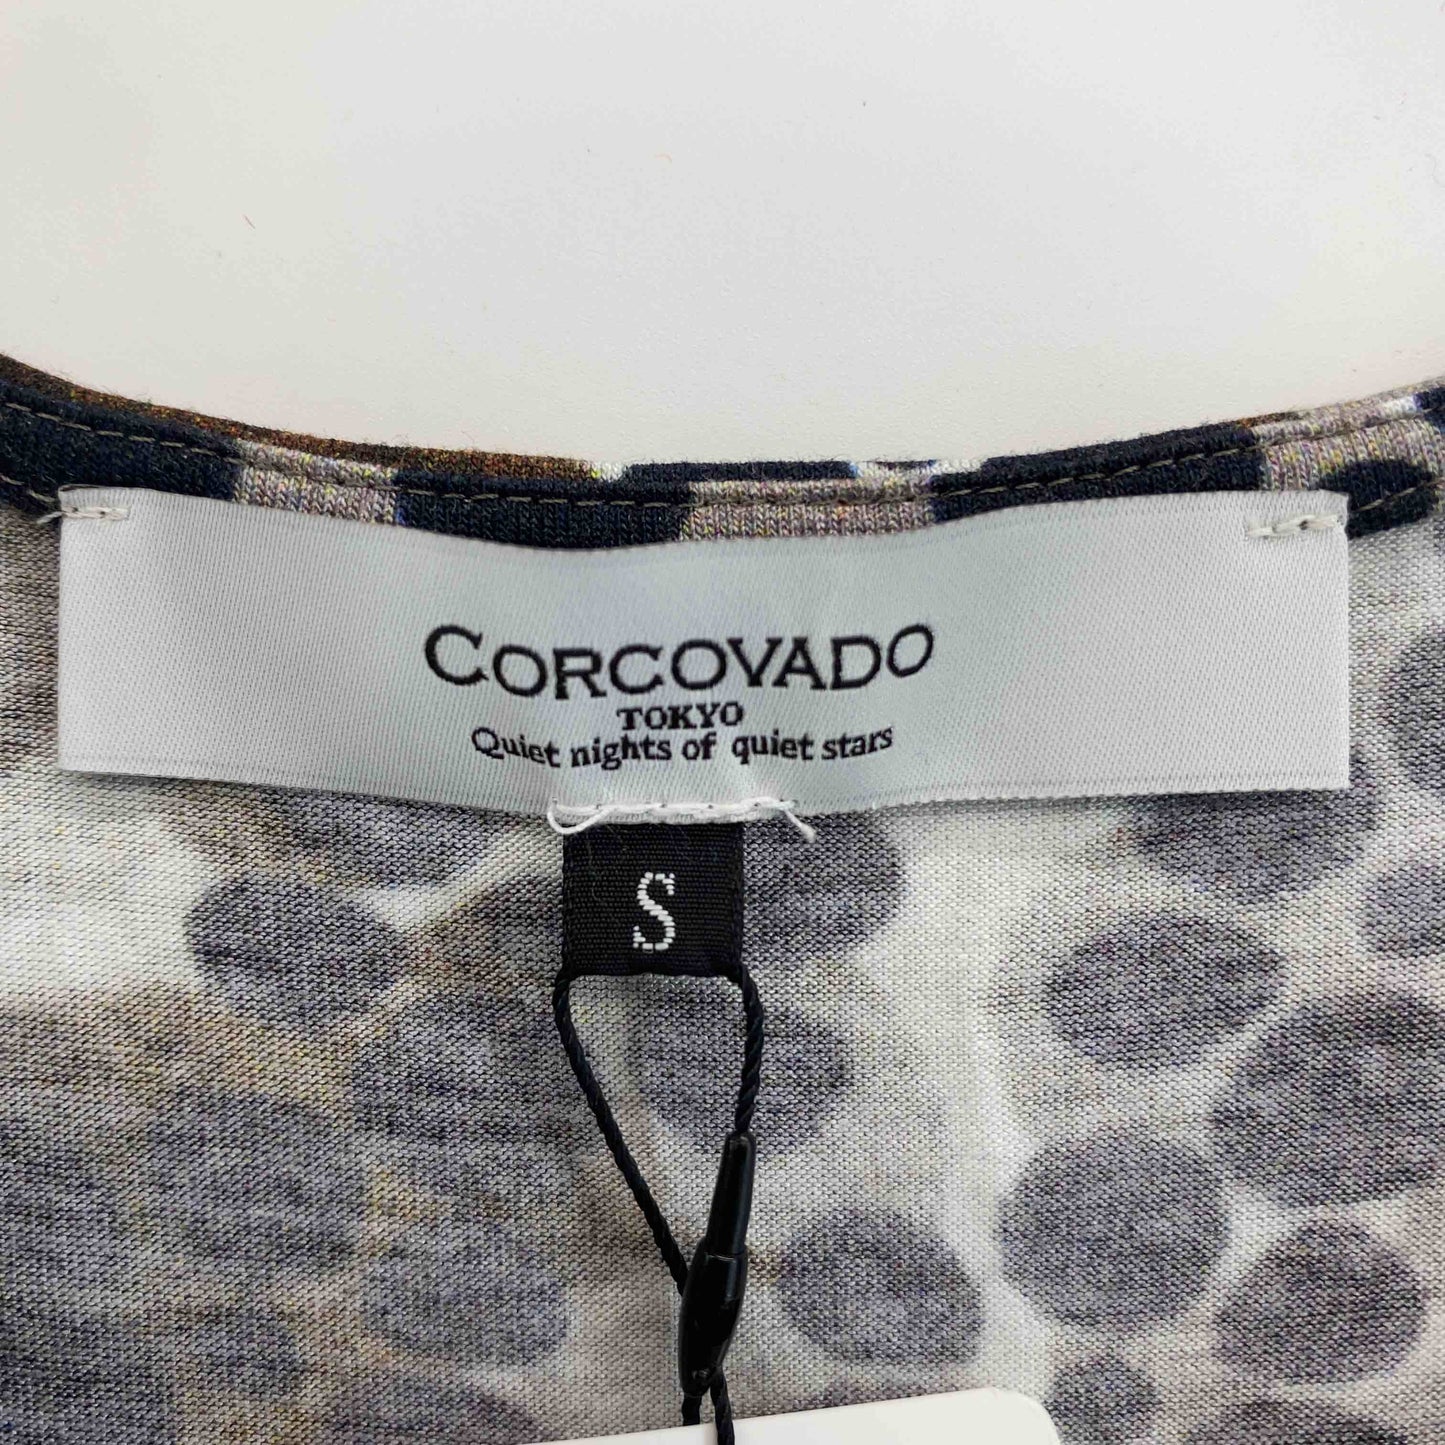 CORCOVADO
TOKYO
Quiet nights of quiet stars
S